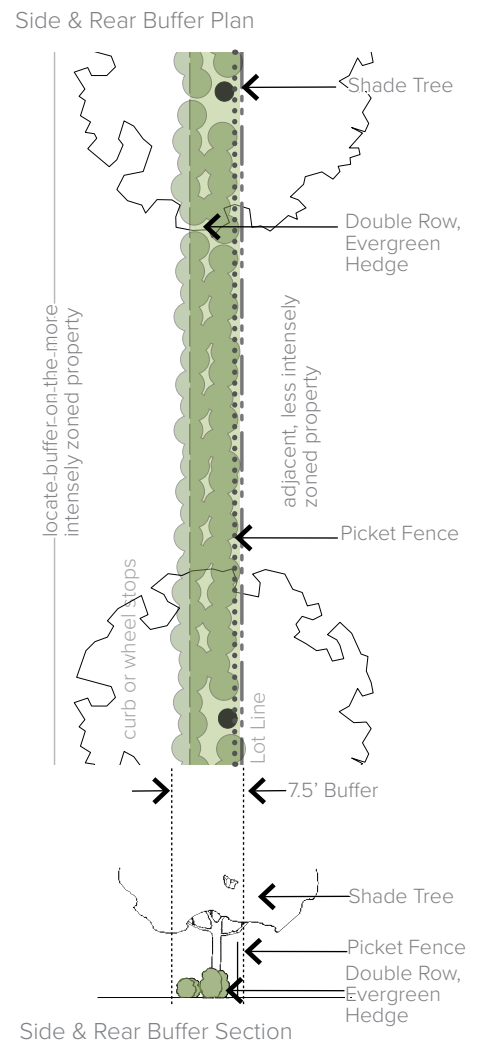 Side & Rear Buffer Plan
Shade Tree
Double Row,
Evergreen
Hedge
locate buffer on the more
intensely zoned property
adjacent, less intensely
zoned property
Picket Fence
curb or wheel stops
Lot Line
7.5’ Buffer
Shade Tree
Picket Fence
Double Row,
Evergreen
Hedge
Side & Rear Buffer Section